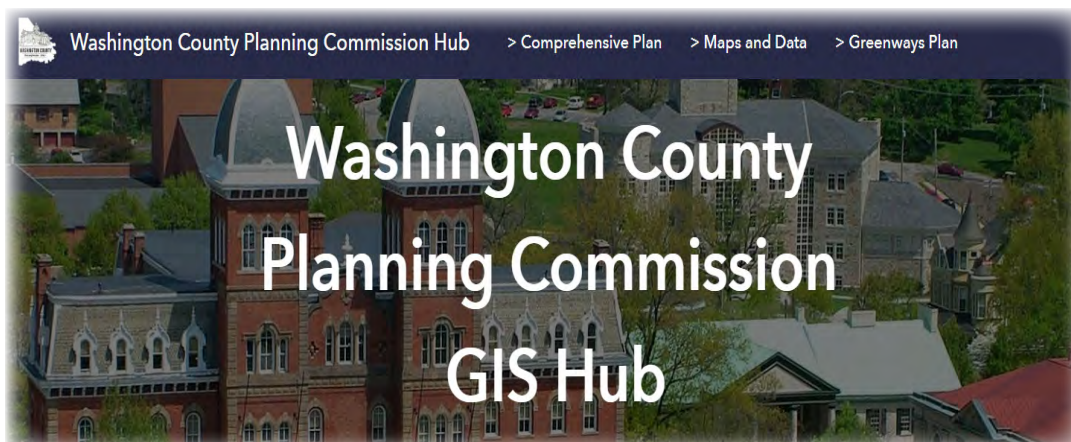 Washington County Planning Commission Hub > Comprehensive Plan > Maps and Data > Greenways Plan
Washington County
Planning Commission
GIS Hub